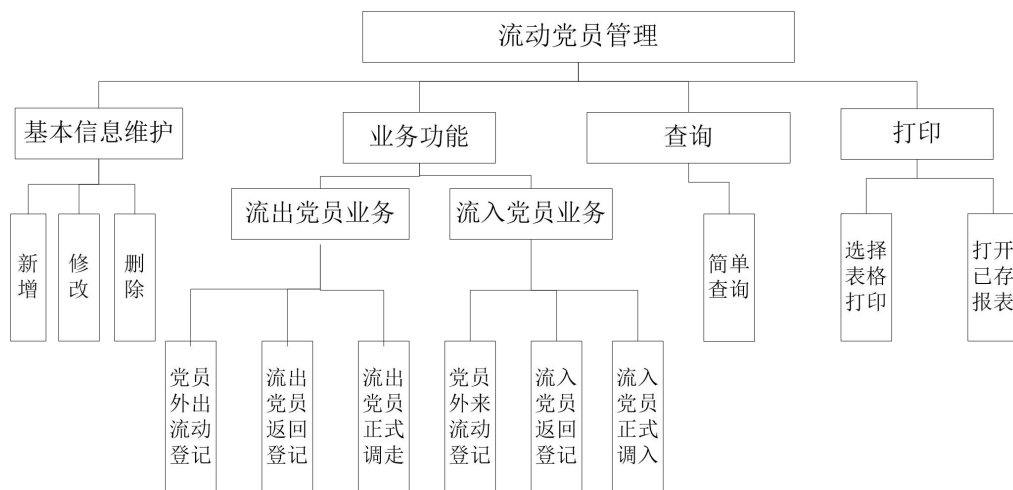 流动党员管理
基本信息维护
业务功能
查询
打印
流出党员业务
流入党员业务
新
增
修
改
删
除
简单
查询
选择
表格
打印
打开
已存
报表
党员
外出
流动
登记
流出
党员
返回
登记
流出
党员
正式
调走
党员
外来
流动
登记
流入
党员
返回
登记
流入
党员
正式
调入